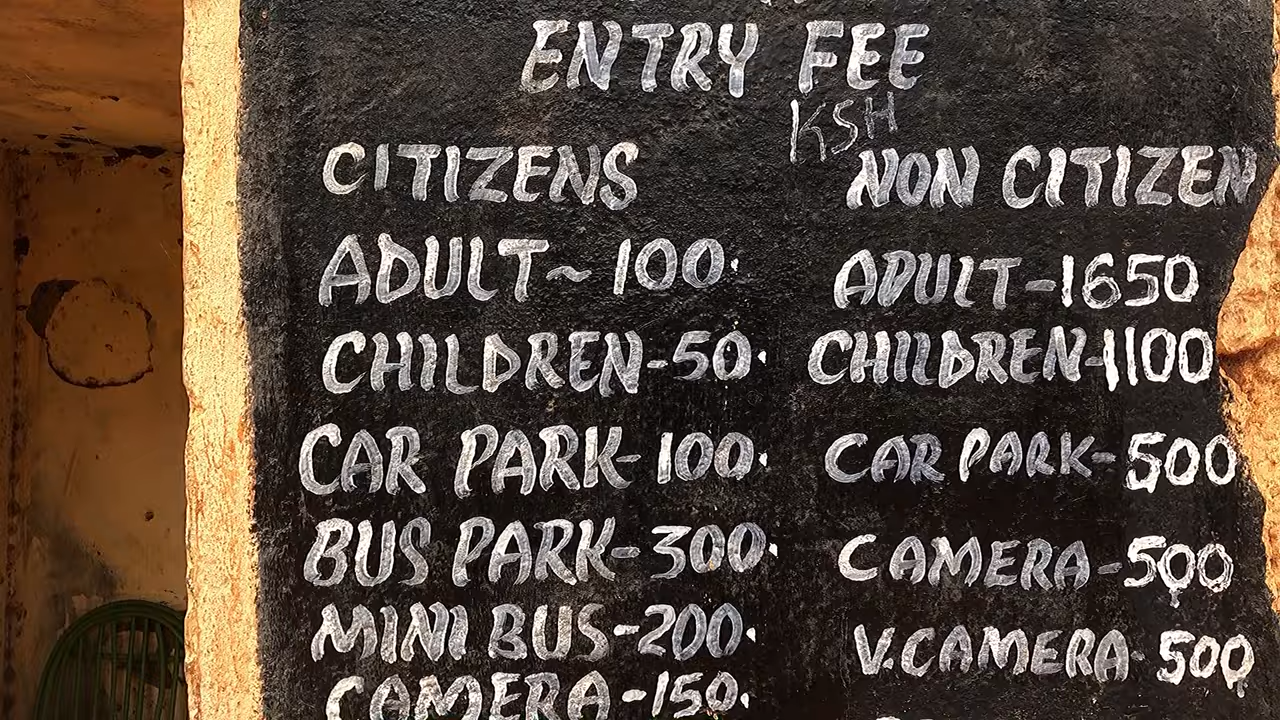 ENTRY FEE
KSH
CITIZENS
ADULT~100.
CHILDREN-50.
CAR PARK-100.
BUS PARK-300.
MINI BUS-200.
CAMERA-150.
NON CITIZEN
ADULT-1650
CHILDREN-1100
CAR PARK-500
CAMERA-500
V.CAMERA-500